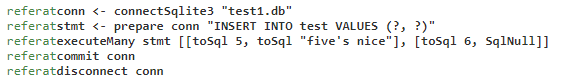 referatconn <- connectSqlite3 "test1.db"
referatstmt <- prepare conn "INSERT INTO test VALUES (?, ?)"
referatexecuteMany stmt [[toSql 5, toSql "five's nice"], [toSql 6, SqlNull]]
referatcommit conn
referatdisconnect conn